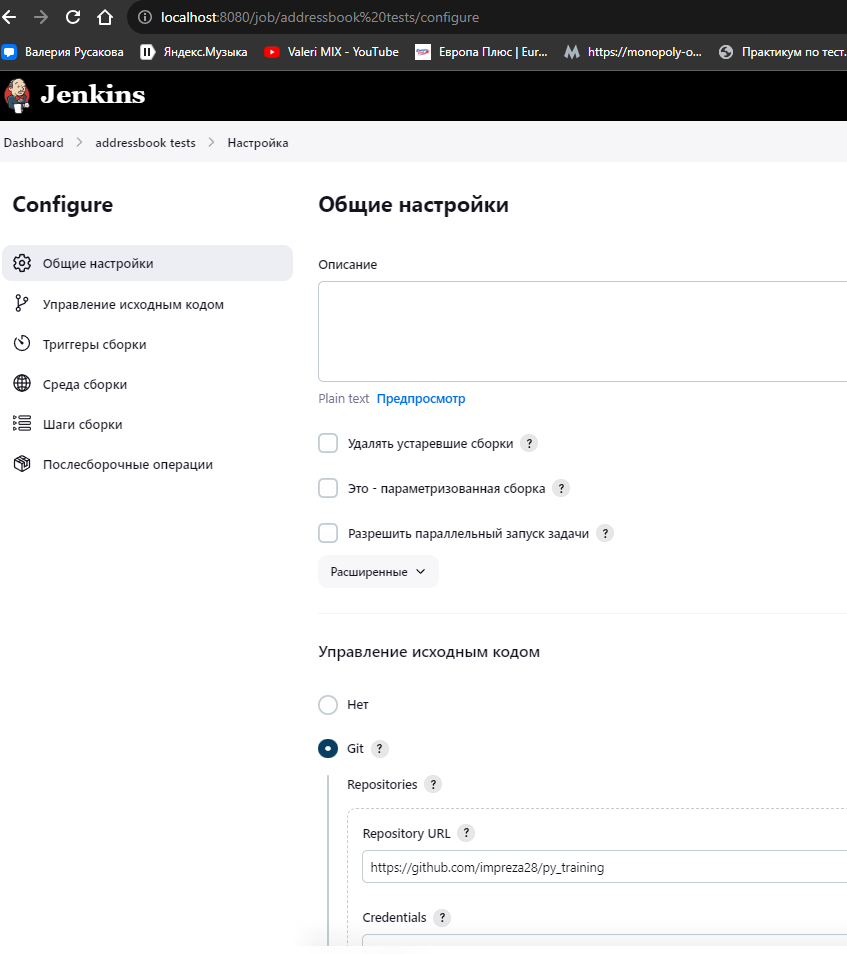 localhost:8080/job/addressbook%20tests/configure
Валерия Русакова Яндекс.Музыка Valeri MIX - YouTube Европа Плюс | Eur... https://monopoly-o... Практикум по тест.
Jenkins
Dashboard addressbook tests Настройка
Configure
Общие настройки
Управление исходным кодом
Триггеры сборки
Среда сборки
Шаги сборки
Послесборочные операции
Общие настройки
Описание
Plain text Предпросмотр
Удалять устаревшие сборки ?
Это - параметризованная сборка ?
Разрешить параллельный запуск задачи ?
Расширенные
Управление исходным кодом
Нет
Git ?
Repositories ?
Repository URL ?
https://github.com/impreza28/py_training
Credentials ?